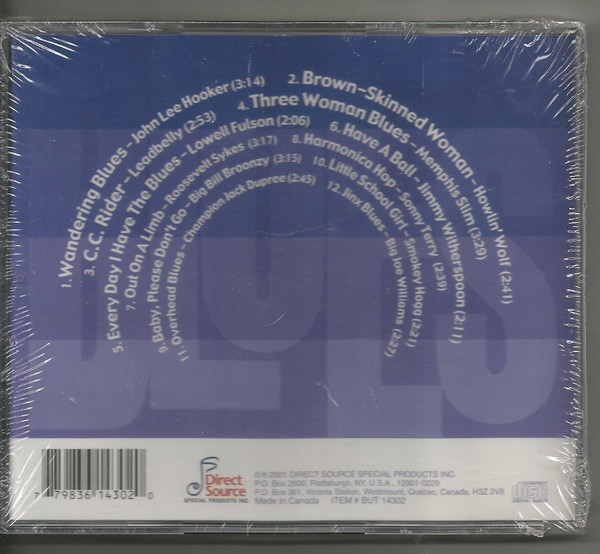 1. Wandering Blues - John Lee Hooker (3:14)
2. Brown-Skinned Woman - Howlin' Wolf (2:41)
3. C.C. Rider - Leadbelly (2:53)
4. Three Woman Blues - Memphis Slim (3:29)
5. Every Day I Have The Blues - Lowell Fulson (2:06)
6. Have A Ball - Jimmy Witherspoon (2:11)
7. Out On A Limb - Roosevelt Sykes (3:17)
8. Harmonica Hop - Sonny Terry (2:39)
9. Baby, Please Don't Go - Big Bill Broonzy (3:15)
10. Little School Girl - Smokey Hogg (2:21)
11. Overhead Blues - Champion Jack Dupree (2:45)
12. Jinx Blues - Big Joe Williams (2:27)
BLUES
7 79836 14302 0
Direct
Source
SPECIAL PRODUCTS INC.
©℗ 2001 DIRECT SOURCE SPECIAL PRODUCTS INC.
P.O. Box 2600, Plattsburgh, N.Y. U.S.A., 12901-0229
P.O. Box 361, Victoria Station, Westmount, Quebec, Canada, H3Z 2V8
Made In Canada ITEM # BUT 14302
COMPACT
disc
DIGITAL AUDIO